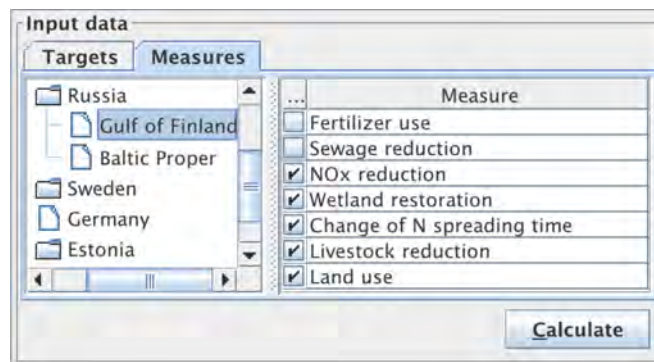 Input data
Targets Measures
Russia
Gulf of Finland
Baltic Proper
Sweden
Germany
Estonia
... Measure
Fertilizer use
Sewage reduction
NOx reduction
Wetland restoration
Change of N spreading time
Livestock reduction
Land use
Calculate